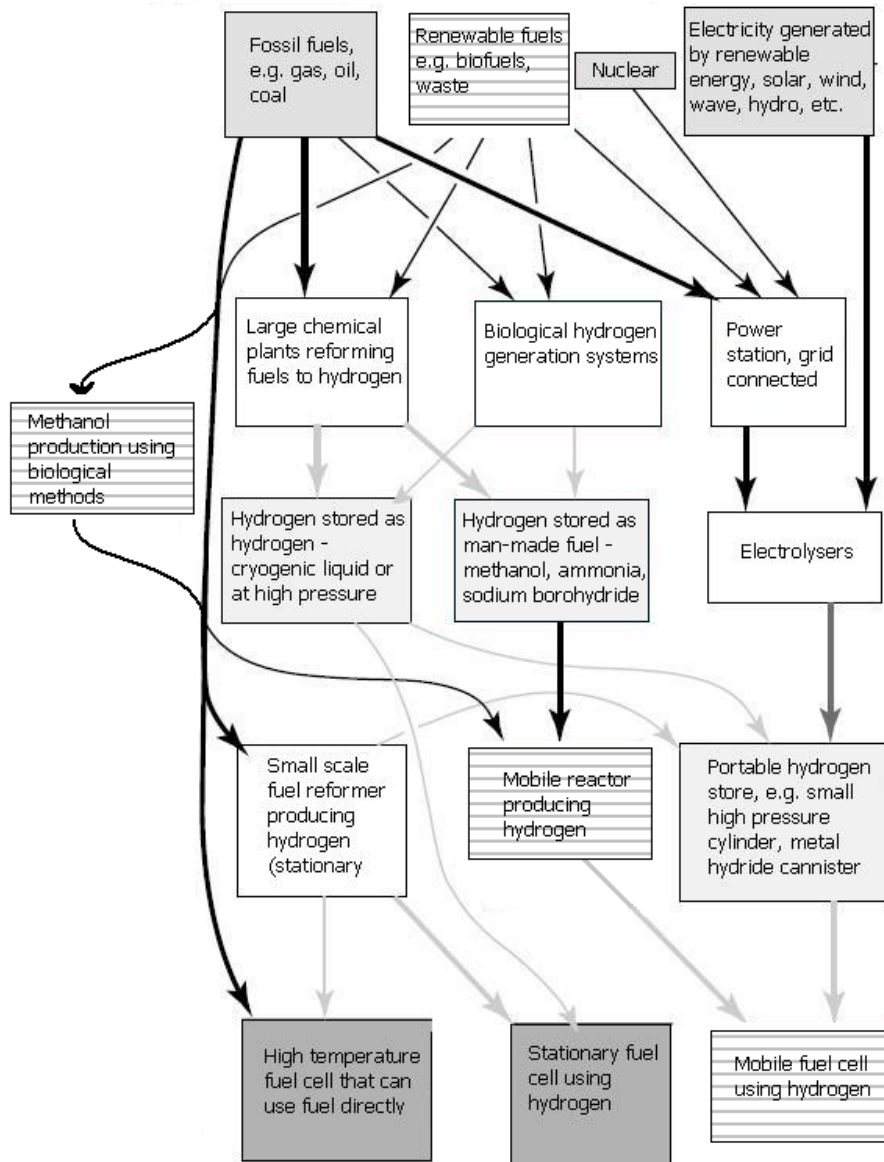 Fossil fuels,
e.g. gas, oil,
coal
Renewable fuels
e.g. biofuels,
waste
Nuclear
Electricity generated
by renewable
energy, solar, wind,
wave, hydro, etc.
Large chemical
plants reforming
fuels to hydrogen
Biological hydrogen
generation systems
Power
station, grid
connected
Methanol
production using
biological
methods
Hydrogen stored as
hydrogen -
cryogenic liquid or
at high pressure
Hydrogen stored as
man-made fuel -
methanol, ammonia,
sodium borohydride
Electrolysers
Small scale
fuel reformer
producing
hydrogen
(stationary
Mobile reactor
producing
hydrogen
Portable hydrogen
store, e.g. small
high pressure
cylinder, metal
hydride cannister
High temperature
fuel cell that can
use fuel directly
Stationary fuel
cell using
hydrogen
Mobile fuel cell
using hydrogen